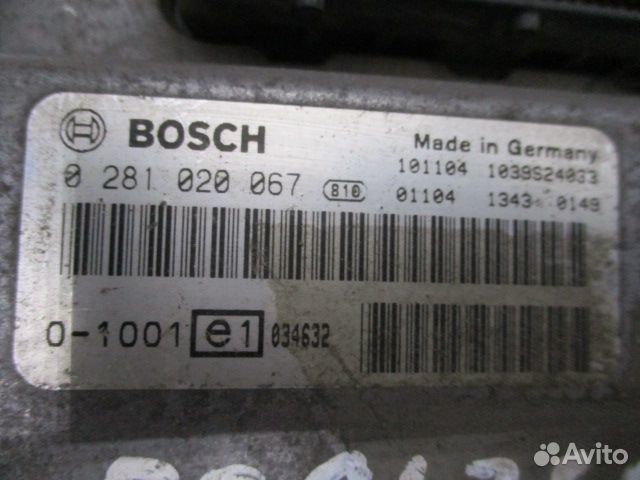 BOSCH
Made in Germany
0 281 020 067 810
101104 1039S24033
01104 1343 0149
0-1001 e1 034632
Avito